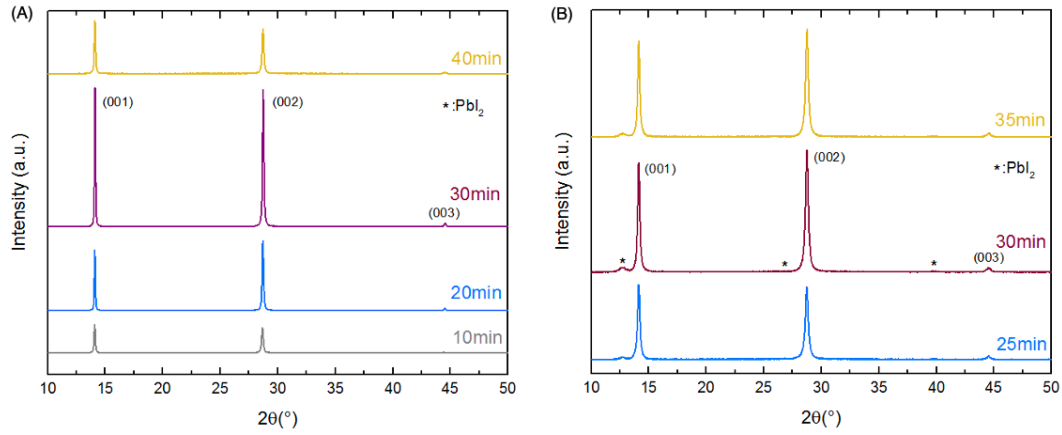 (A)
40min
(001)
(002)
*:PbI₂
30min
(003)
20min
10min
Intensity (a.u.)
10 15 20 25 30 35 40 45 50
2θ(°)
(B)
35min
(001)
(002)
*:PbI₂
30min
* * *
(003)
25min
Intensity (a.u.)
10 15 20 25 30 35 40 45 50
2θ(°)